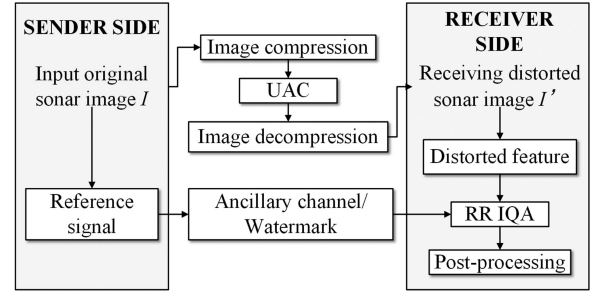 SENDER SIDE
Input original
sonar image I
Reference
signal
Image compression
UAC
Image decompression
Ancillary channel/
Watermark
RECEIVER
SIDE
Receiving distorted
sonar image I'
Distorted feature
RR IQA
Post-processing